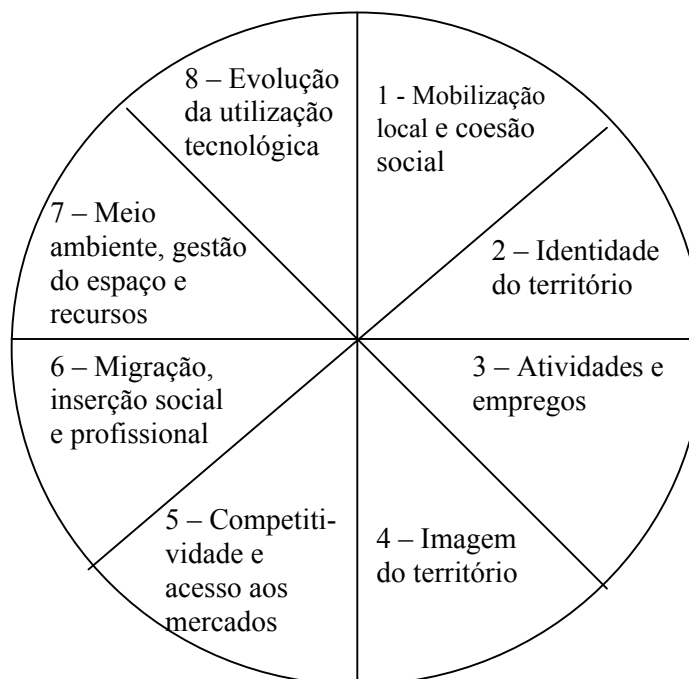 1 - Mobilização
local e coesão
social
2 – Identidade
do território
3 – Atividades e
empregos
4 – Imagem
do território
5 – Competiti-
vidade e
acesso aos
mercados
6 – Migração,
inserção social
e profissional
7 – Meio
ambiente, gestão
do espaço e
recursos
8 – Evolução
da utilização
tecnológica